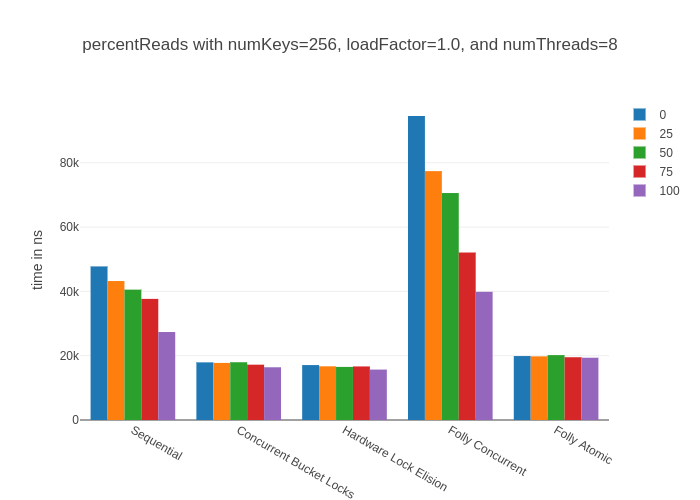 percentReads with numKeys=256, loadFactor=1.0, and numThreads=8
0
25
50
75
100
time in ns
80k
60k
40k
20k
0
Sequential
Concurrent Bucket Locks
Hardware Lock Elision
Folly Concurrent
Folly Atomic